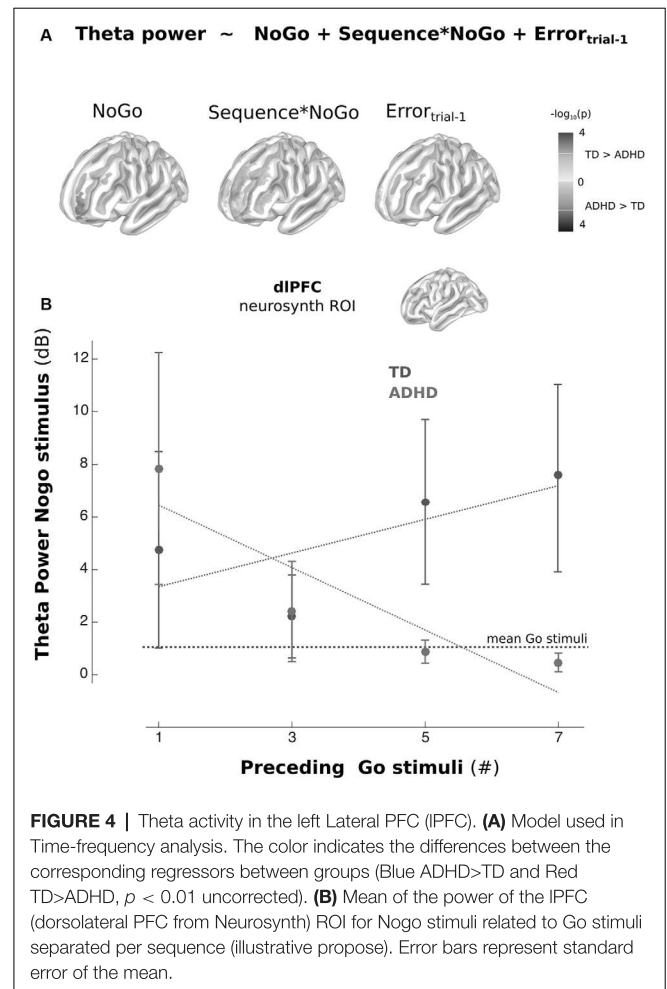 A Theta power ~ NoGo + Sequence*NoGo + Error_trial-1
NoGo Sequence*NoGo Error_trial-1
-log₁₀(p)
4
TD > ADHD
0
ADHD > TD
4
dlPFC
neurosynth ROI
B
Theta Power Nogo stimulus (dB)
12
10
8
6
4
2
0
TD
ADHD
mean Go stimuli
1 3 5 7
Preceding Go stimuli (#)
FIGURE 4 | Theta activity in the left Lateral PFC (lPFC). (A) Model used in
Time-frequency analysis. The color indicates the differences between the
corresponding regressors between groups (Blue ADHD>TD and Red
TD>ADHD, p < 0.01 uncorrected). (B) Mean of the power of the lPFC
(dorsolateral PFC from Neurosynth) ROI for Nogo stimuli related to Go stimuli
separated per sequence (illustrative propose). Error bars represent standard
error of the mean.